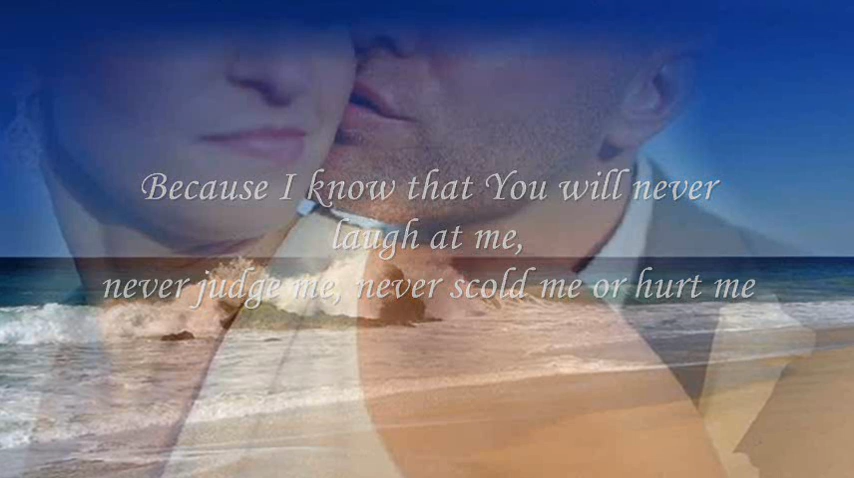 Because I know that You will never
laugh at me,
never judge me, never scold me or hurt me